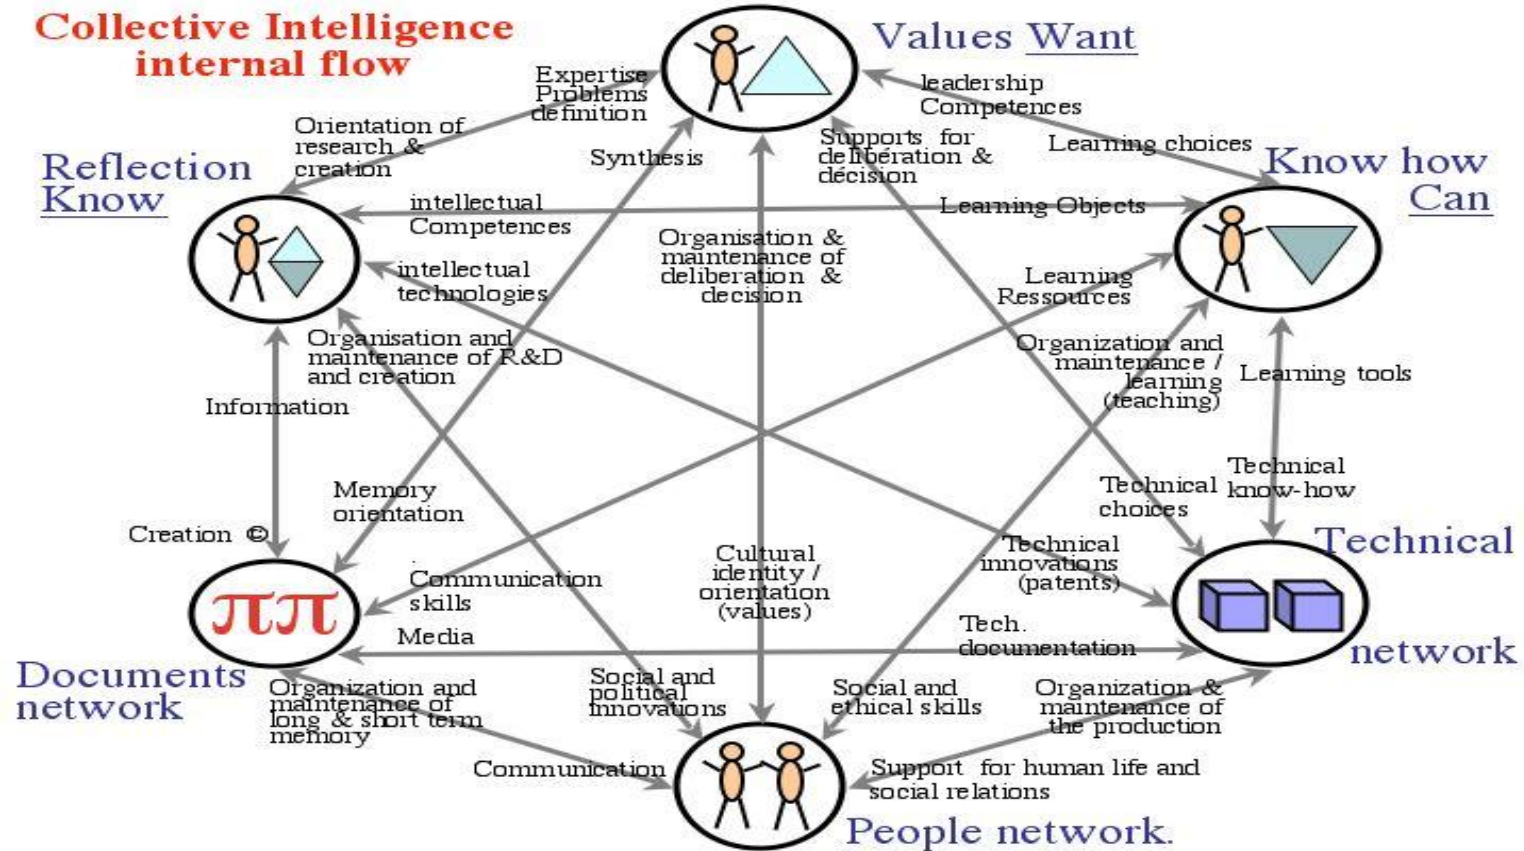 Collective Intelligence
internal flow
Values Want
Expertise
Problems
definition
leadership
Competences
Orientation of
research &
creation
Synthesis
Supports for
deliberation &
decision
Learning choices
Reflection
Know
Know how
Can
intellectual
Competences
Learning Objects
Organisation &
maintenance of
deliberation &
decision
intellectual
technologies
Learning
Ressources
Organisation and
maintenance of R&D
and creation
Organization and
maintenance /
learning
(teaching)
Learning tools
Information
Memory
orientation
Technical
choices
Technical
know-how
Creation ©
Technical
network
Cultural
identity /
orientation
(values)
Technical
innovations
(patents)
Communication
skills
ππ
Media
Tech.
documentation
Documents
network
Organization and
maintenance of
long & short term
memory
Social and
political
innovations
Social and
ethical skills
Organization &
maintenance of
the production
Communication
Support for human life and
social relations
People network.